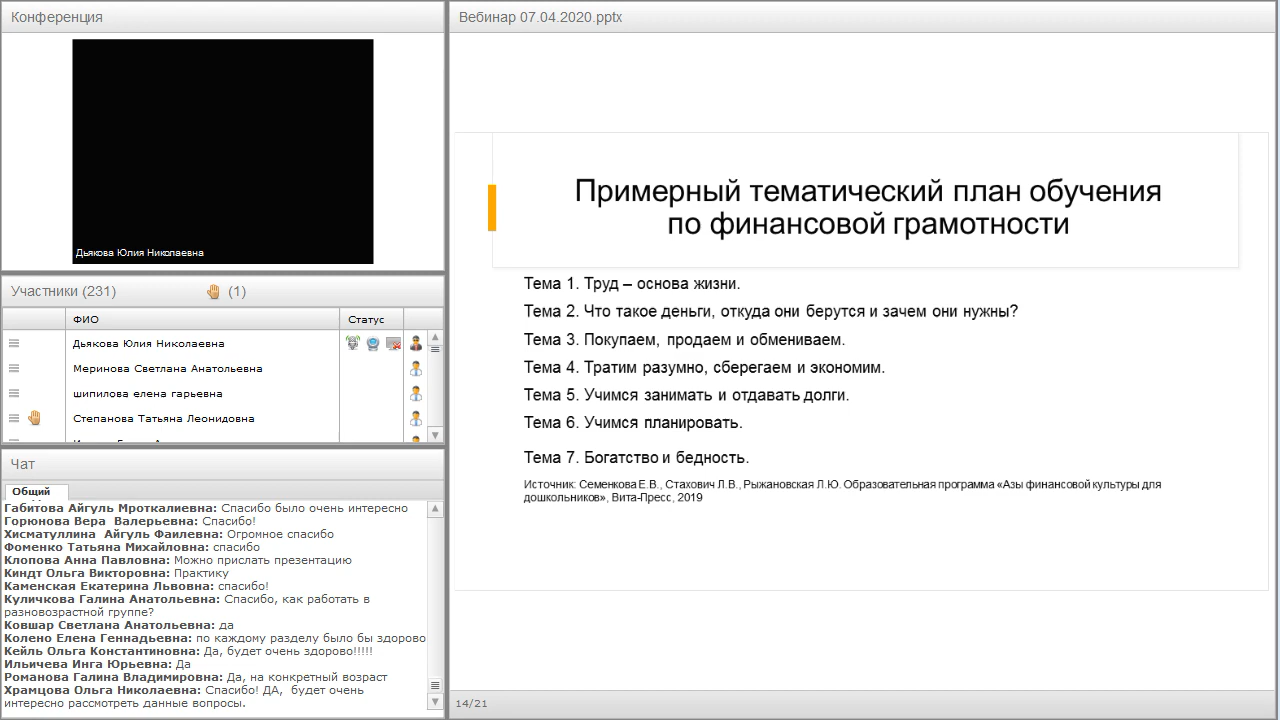 Конференция
Дьякова Юлия Николаевна
Участники (231)
(1)
ФИО
Статус
Дьякова Юлия Николаевна
Меринова Светлана Анатольевна
шипилова елена гарьевна
Степанова Татьяна Леонидовна
Чат
Общий
Габитова Айгуль Мроткалиевна: Спасибо было очень интересно
Горюнова Вера Валерьевна: Спасибо!
Хисматуллина Айгуль Фаилевна: Огромное спасибо
Фоменко Татьяна Михайловна: спасибо
Клопова Анна Павловна: Можно прислать презентацию
Киндт Ольга Викторовна: Практику
Каменская Екатерина Львовна: спасибо!
Куличкова Галина Анатольевна: Спасибо, как работать в
разновозрастной группе?
Ковшар Светлана Анатольевна: да
Колено Елена Геннадьевна: по каждому разделу было бы здорово
Кейль Ольга Константиновна: Да, будет очень здорово!!!!!
Ильичева Инга Юрьевна: Да
Романова Галина Владимировна: Да, на конкретный возраст
Храмцова Ольга Николаевна: Спасибо! ДА, будет очень
интересно рассмотреть данные вопросы.
Вебинар 07.04.2020.pptx
Примерный тематический план обучения
по финансовой грамотности
Тема 1. Труд – основа жизни.
Тема 2. Что такое деньги, откуда они берутся и зачем они нужны?
Тема 3. Покупаем, продаем и обмениваем.
Тема 4. Тратим разумно, сберегаем и экономим.
Тема 5. Учимся занимать и отдавать долги.
Тема 6. Учимся планировать.
Тема 7. Богатство и бедность.
Источник: Семенкова Е.В., Стахович Л.В., Рыжановская Л.Ю. Образовательная программа «Азы финансовой культуры для
дошкольников», Вита-Пресс, 2019
14/21